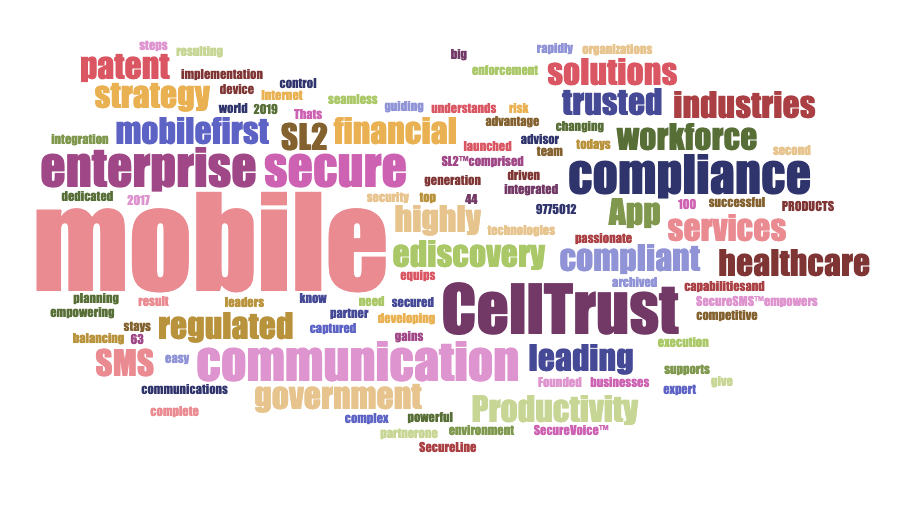 steps
resulting
big
rapidly
organizations
patent
implementation
enforcement
solutions
strategy
device
control
internet
seamless
guiding
understands
risk
trusted
industries
world
2019
Thats
advantage
changing
integration
mobilefirst
SL2
financial
launched
advisor
team
todays
workforce
second
enterprise
secure
SL2™comprised
driven
compliance
generation
integrated
dedicated
2017
security
top
44
9775012
App
100
successful
PRODUCTS
mobile
highly
technologies
passionate
services
ediscovery
compliant
healthcare
equips
archived
capabilitiesand
planning
result
leaders
know
need
secured
CellTrust
SecureSMS™empowers
empowering
partner
developing
competitive
stays
regulated
captured
gains
balancing
63
execution
SMS
easy
communication
leading
supports
communications
government
Founded
businesses
expert
give
complete
complex
powerful
Productivity
partnerone
environment
SecureVoice™
SecureLine